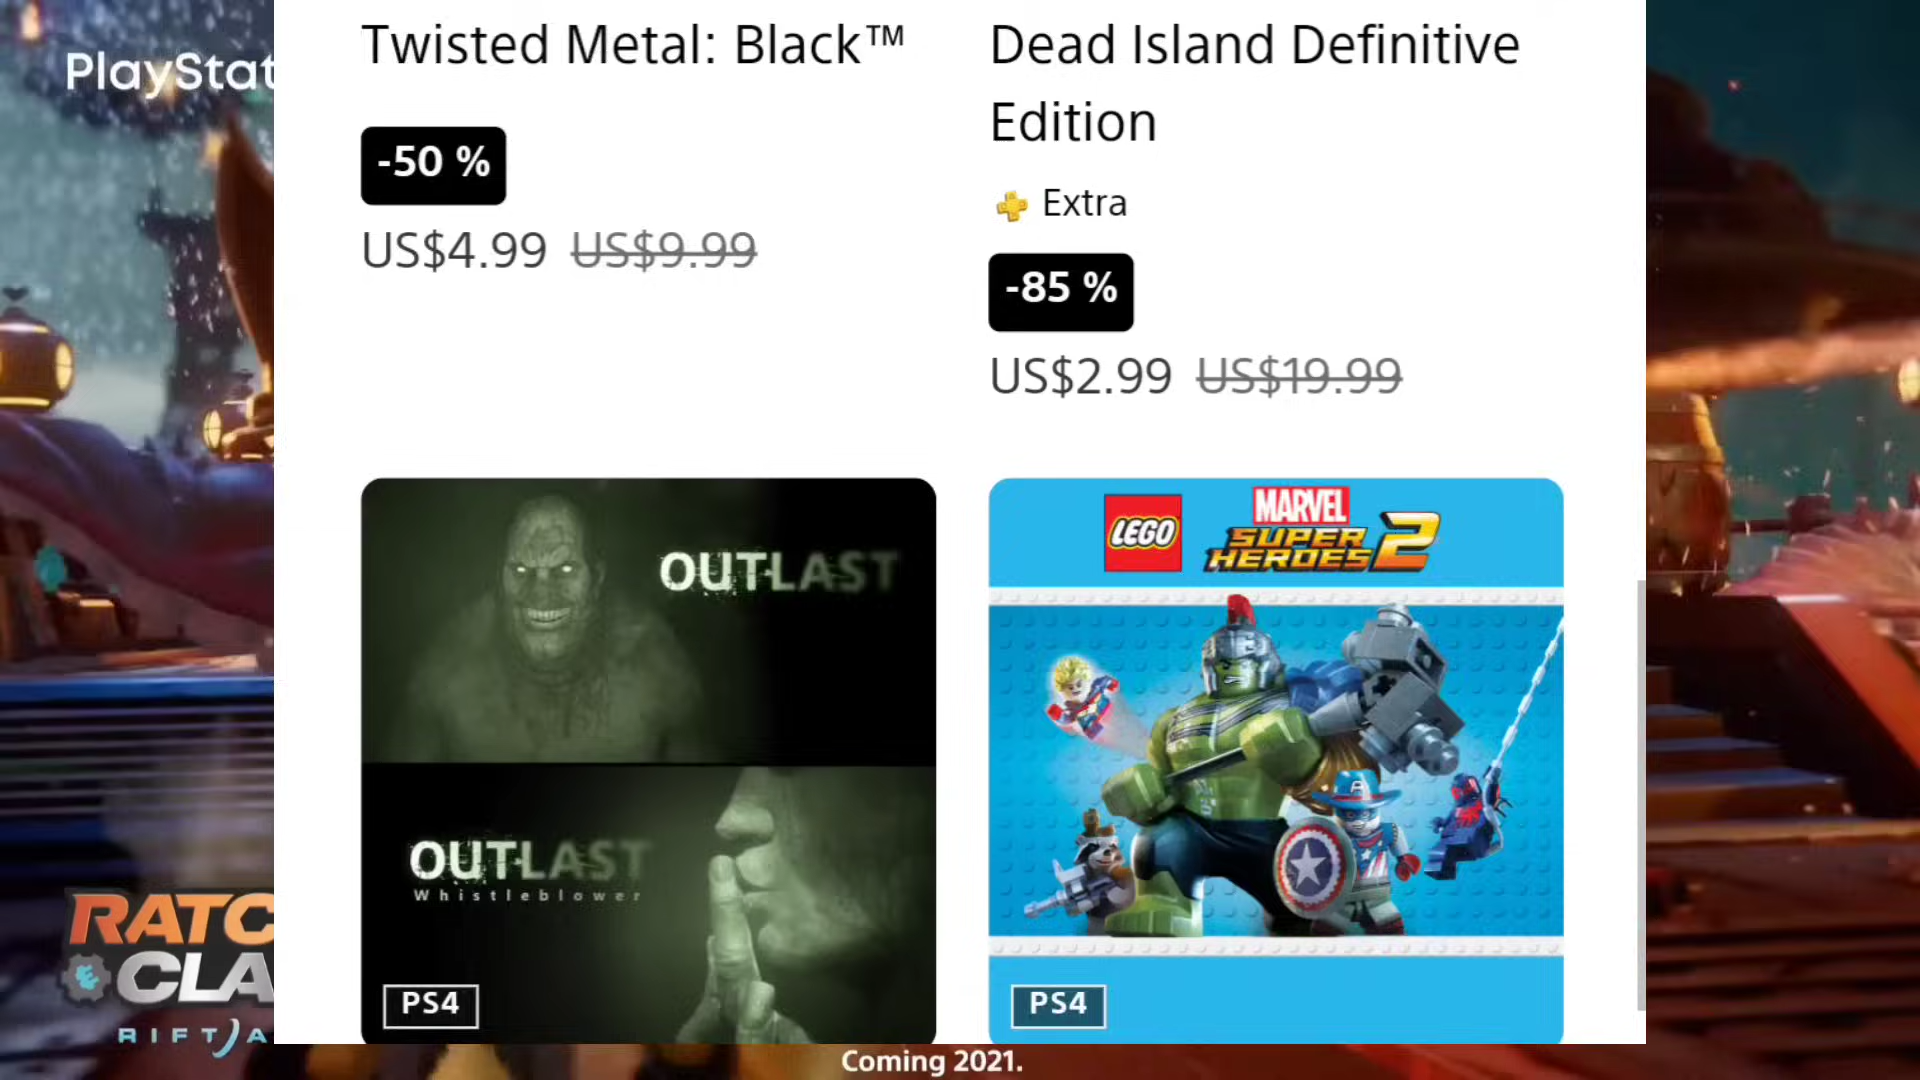 PlayStat
Twisted Metal: Black™
-50 %
US$4.99 US$9.99
Dead Island Definitive
Edition
Extra
-85 %
US$2.99 US$19.99
OUTLAST
OUTLAST
Whistleblower
PS4
LEGO
MARVEL
SUPER
HEROES 2
PS4
RATC
CLA
RIFT A
Coming 2021.